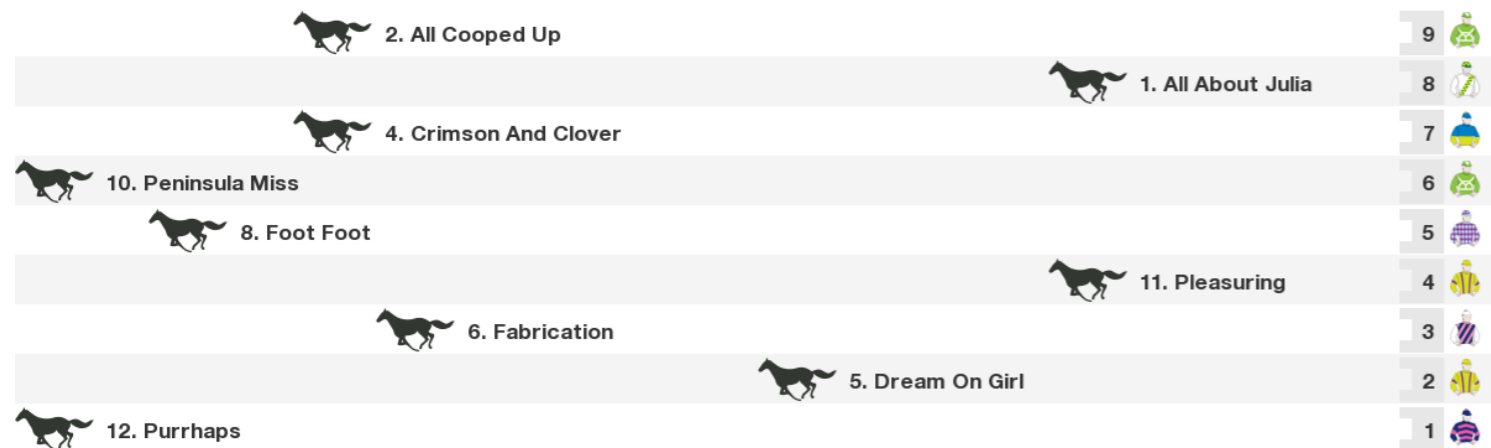 2. All Cooped Up 9
1. All About Julia 8
4. Crimson And Clover 7
10. Peninsula Miss 6
8. Foot Foot 5
11. Pleasuring 4
6. Fabrication 3
5. Dream On Girl 2
12. Purrhaps 1